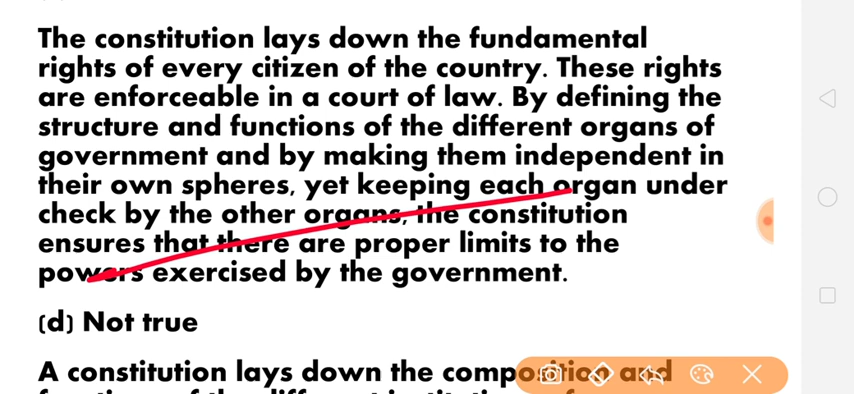 The constitution lays down the fundamental
rights of every citizen of the country. These rights
are enforceable in a court of law. By defining the
structure and functions of the different organs of
government and by making them independent in
their own spheres, yet keeping each organ under
check by the other organs, the constitution
ensures that there are proper limits to the
powers exercised by the government.
(d) Not true
A constitution lays down the composition and